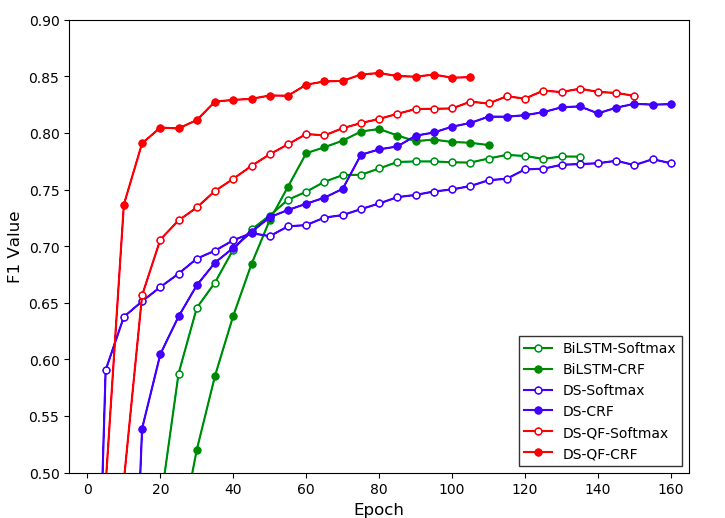 0.90
0.85
0.80
0.75
0.70
0.65
0.60
0.55
0.50
F1 Value
BiLSTM-Softmax
BiLSTM-CRF
DS-Softmax
DS-CRF
DS-QF-Softmax
DS-QF-CRF
0 20 40 60 80 100 120 140 160
Epoch